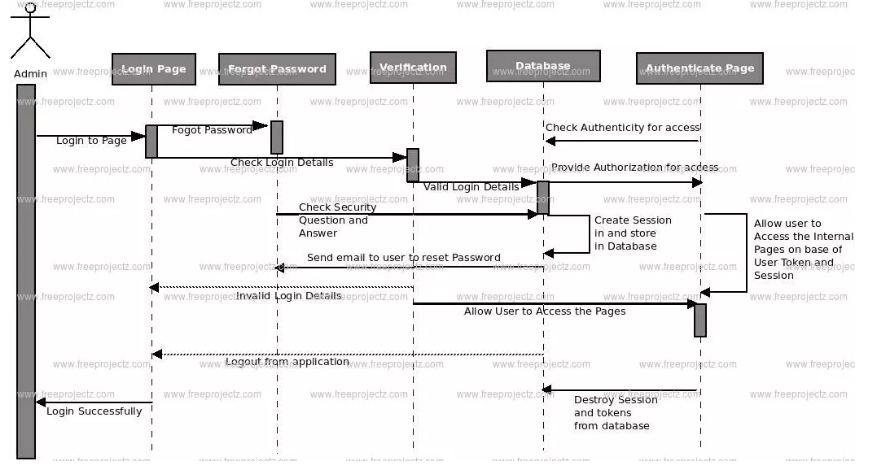 Admin
Login Page
Forgot Password
Verification
Database
Authenticate Page
Login to Page
Fogot Password
Check Authenticity for access
Check Login Details
Provide Authorization for access
Valid Login Details
Check Security
Question and
Answer
Create Session
in and store
in Database
Allow user to
Access the Internal
Pages on base of
User Token and
Session
Send email to user to reset Password
Invalid Login Details
Allow User to Access the Pages
Logout from application
Destroy Session
and tokens
from database
Login Successfully
www.freeprojectz.com